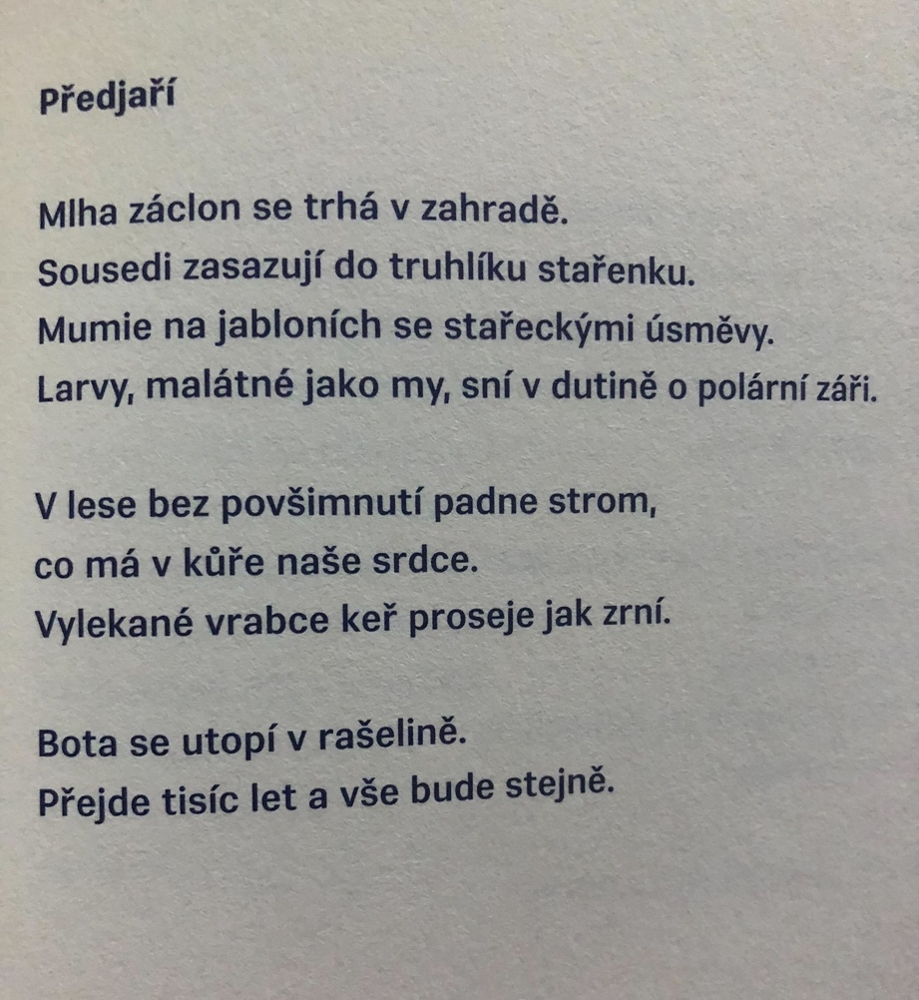 Předjaří
Mlha záclon se trhá v zahradě.
Sousedi zasazují do truhlíku stařenku.
Mumie na jabloních se stařeckými úsměvy.
Larvy, malátné jako my, sní v dutině o polární záři.
V lese bez povšimnutí padne strom,
co má v kůře naše srdce.
Vylekané vrabce keř proseje jak zrní.
Bota se utopí v rašelině.
Přejde tisíc let a vše bude stejně.